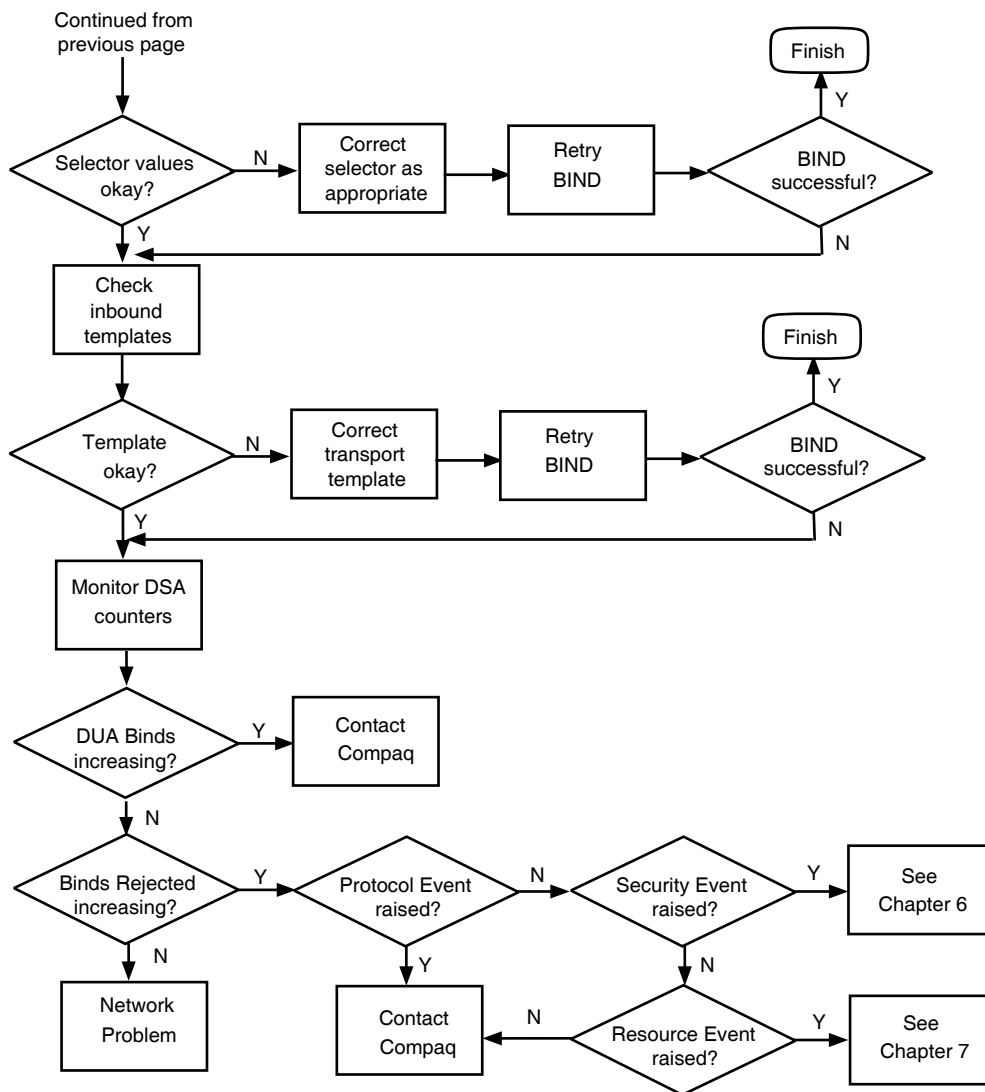 Continued from
previous page
Finish
Y
Selector values
okay?
N
Correct
selector as
appropriate
Retry
BIND
BIND
successful?
Y
N
Check
inbound
templates
Finish
Y
Template
okay?
N
Correct
transport
template
Retry
BIND
BIND
successful?
Y
N
Monitor DSA
counters
DUA Binds
increasing?
Y
Contact
Compaq
N
Binds Rejected
increasing?
Y
Protocol Event
raised?
N
Security Event
raised?
Y
See
Chapter 6
N
Y
N
Network
Problem
Contact
Compaq
N
Resource Event
raised?
Y
See
Chapter 7